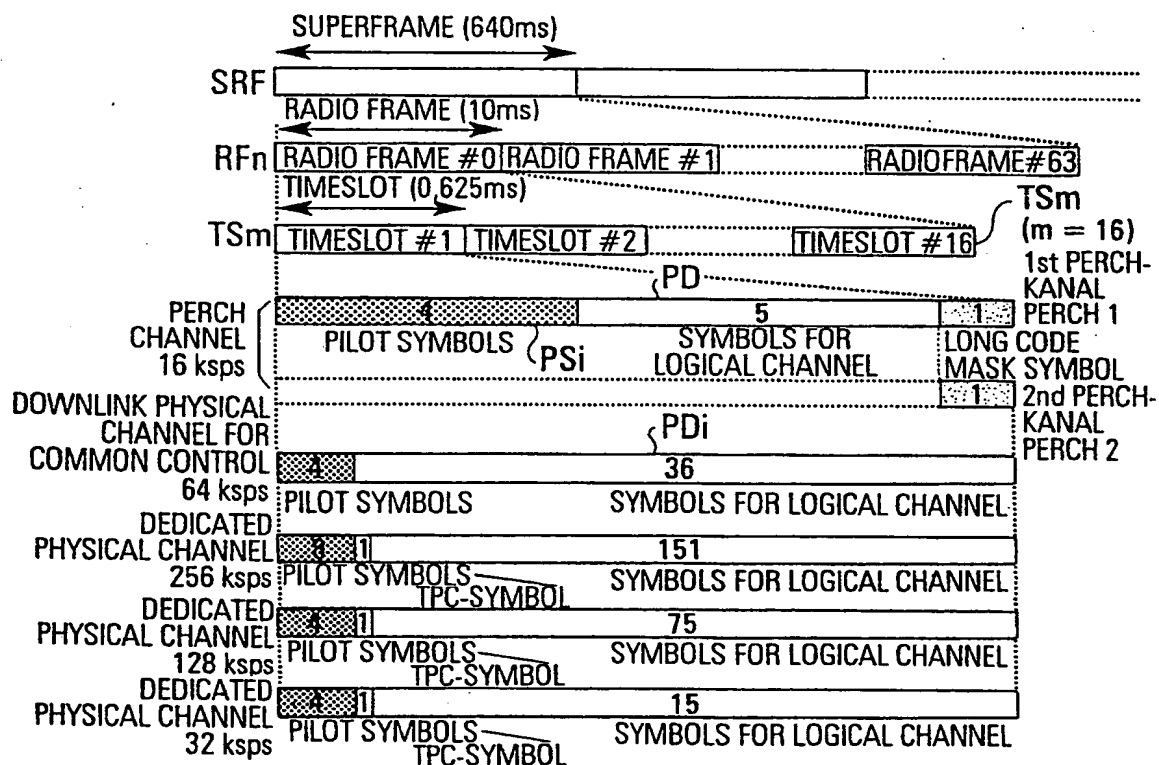 SUPERFRAME (640ms)
SRF
RADIO FRAME (10ms)
RFn
RADIO FRAME #0
RADIO FRAME #1
RADIO FRAME #63
TIMESLOT (0,625ms)
TSm
TIMESLOT #1
TIMESLOT #2
TIMESLOT #16
TSm
(m = 16)
1st PERCH-
KANAL
PERCH 1
PD
PERCH
CHANNEL
16 ksps
4
5
1
PILOT SYMBOLS
PSi
SYMBOLS FOR
LOGICAL CHANNEL
LONG CODE
MASK SYMBOL
1
2nd PERCH-
KANAL
PERCH 2
DOWNLINK PHYSICAL
CHANNEL FOR
COMMON CONTROL
64 ksps
PDi
4
36
PILOT SYMBOLS
SYMBOLS FOR LOGICAL CHANNEL
DEDICATED
PHYSICAL CHANNEL
256 ksps
8
1
151
PILOT SYMBOLS
TPC-SYMBOL
SYMBOLS FOR LOGICAL CHANNEL
DEDICATED
PHYSICAL CHANNEL
128 ksps
4
1
75
PILOT SYMBOLS
TPC-SYMBOL
SYMBOLS FOR LOGICAL CHANNEL
DEDICATED
PHYSICAL CHANNEL
32 ksps
4
1
15
PILOT SYMBOLS
TPC-SYMBOL
SYMBOLS FOR LOGICAL CHANNEL